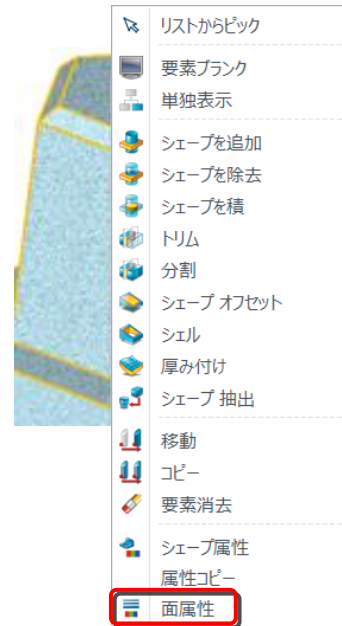 リストからピック
要素ブランク
単独表示
シェープを追加
シェープを除去
シェープを積
トリム
分割
シェープ オフセット
シェル
厚み付け
シェープ 抽出
移動
コピー
要素消去
シェープ属性
属性コピー
面属性